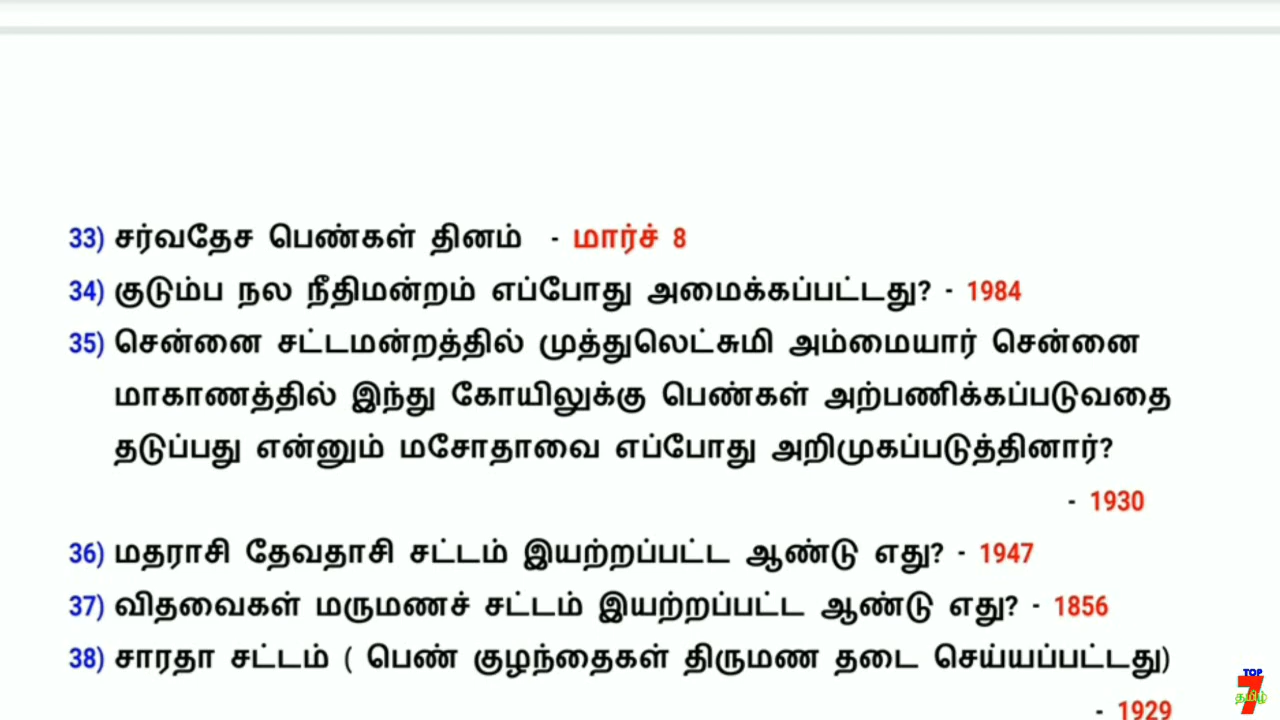 33) சர்வதேச பெண்கள் தினம் - மார்ச் 8
34) குடும்ப நல நீதிமன்றம் எப்போது அமைக்கப்பட்டது? - 1984
35) சென்னை சட்டமன்றத்தில் முத்துலெட்சுமி அம்மையார் சென்னை
மாகாணத்தில் இந்து கோயிலுக்கு பெண்கள் அற்பணிக்கப்படுவதை
தடுப்பது என்னும் மசோதாவை எப்போது அறிமுகப்படுத்தினார்?
- 1930
36) மதராசி தேவதாசி சட்டம் இயற்றப்பட்ட ஆண்டு எது? - 1947
37) விதவைகள் மருமணச் சட்டம் இயற்றப்பட்ட ஆண்டு எது? - 1856
38) சாரதா சட்டம் ( பெண் குழந்தைகள் திருமண தடை செய்யப்பட்டது)
- 1929
TOP
7
தமிழ்